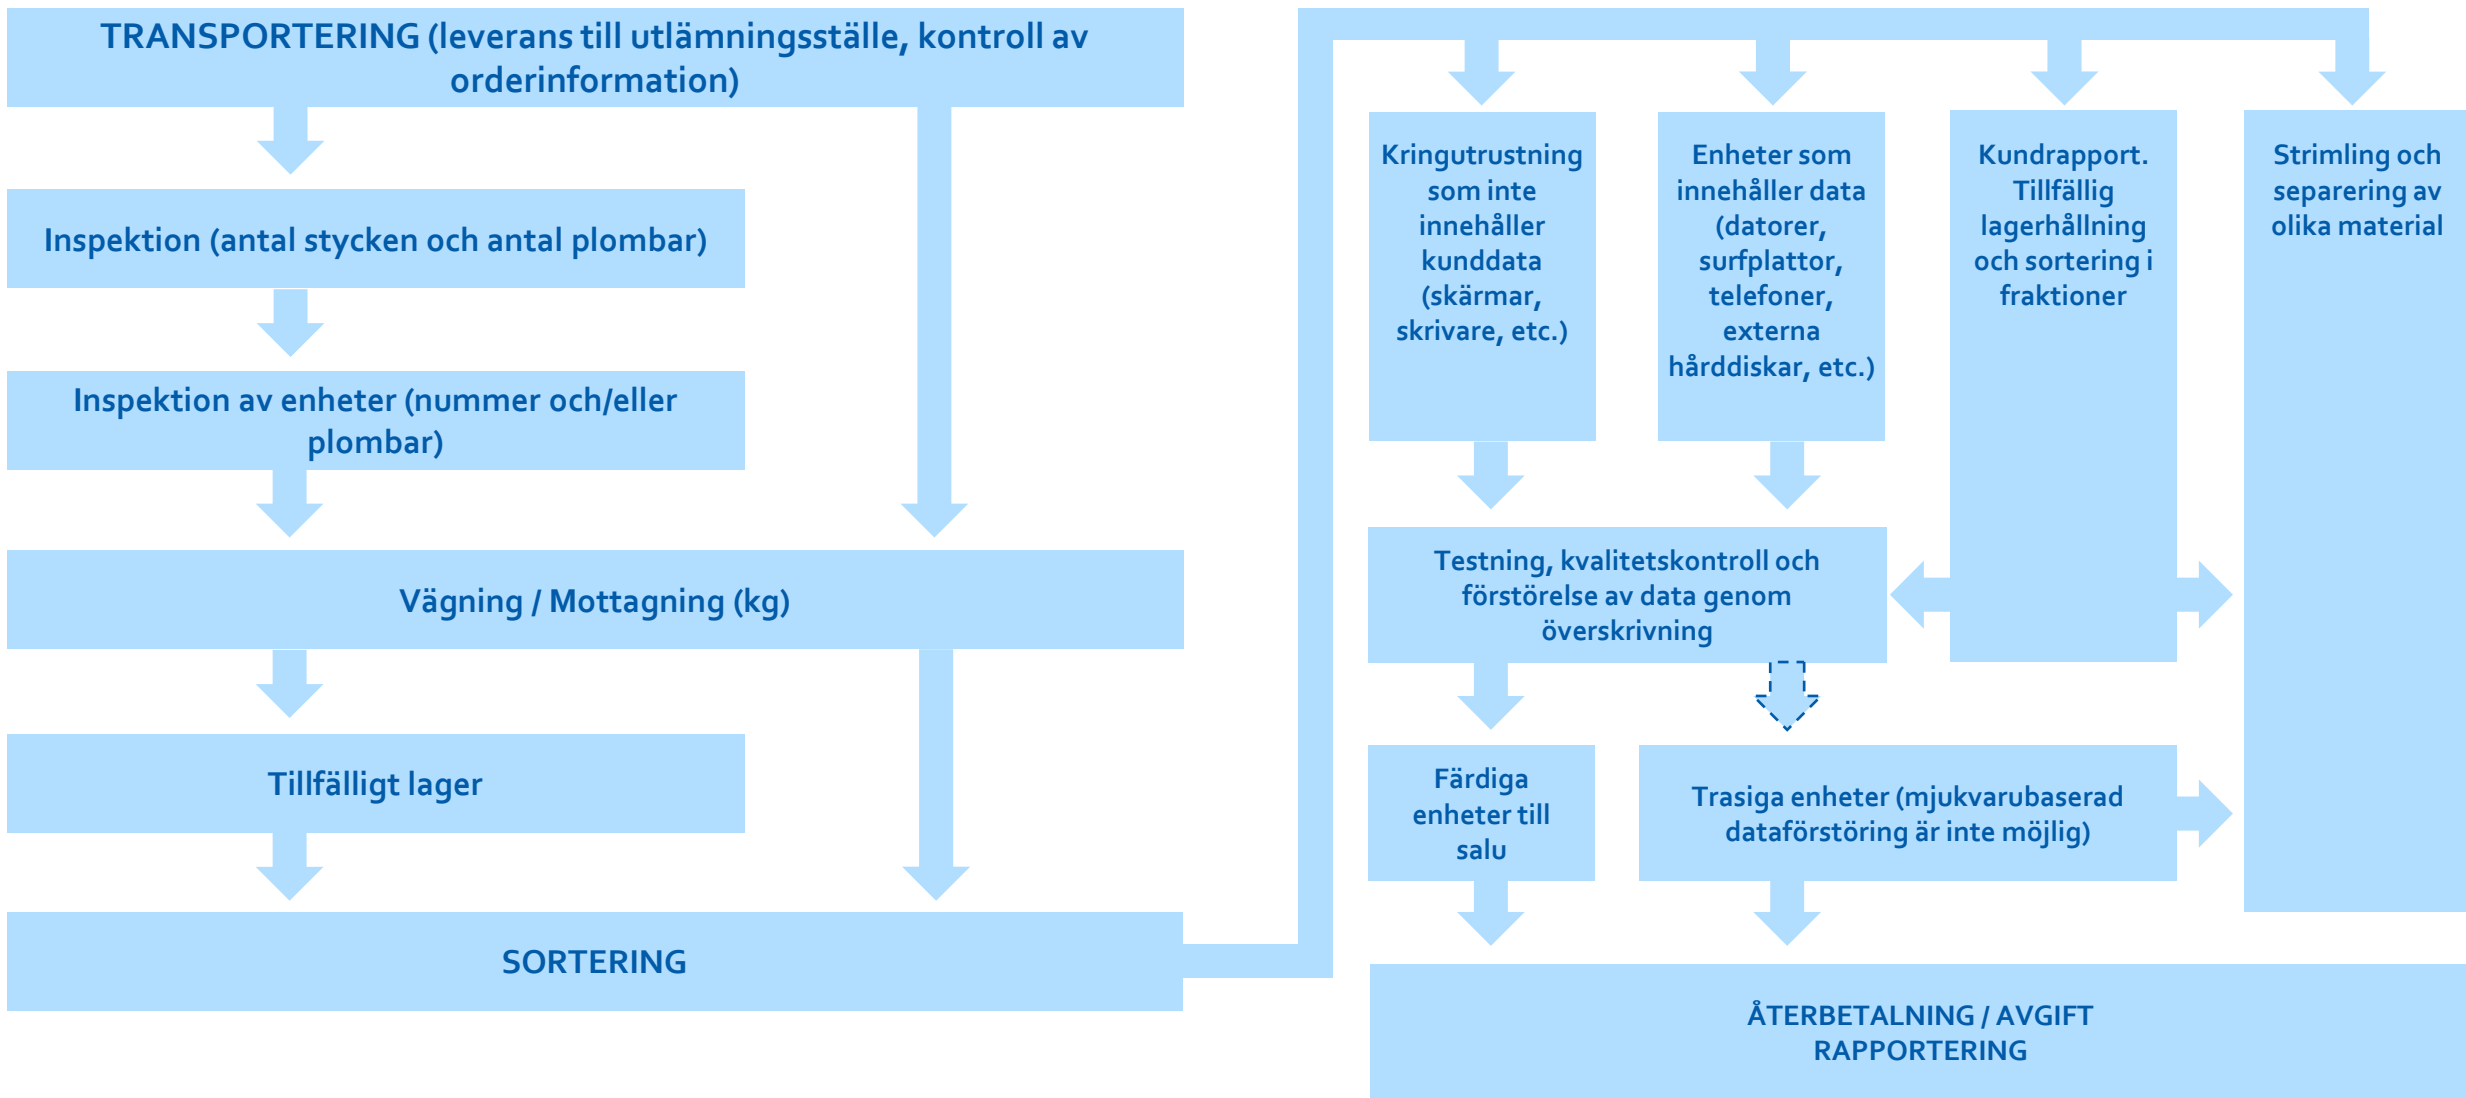 TRANSPORTERING (leverans till utlämningsställe, kontroll av
orderinformation)
Inspektion (antal stycken och antal plombar)
Inspektion av enheter (nummer och/eller
plombar)
Vägning / Mottagning (kg)
Tillfälligt lager
SORTERING
Kringutrustning
som inte
innehåller
kunddata
(skärmar,
skrivare, etc.)
Enheter som
innehåller data
(datorer,
surfplattor,
telefoner,
externa
hårddiskar, etc.)
Kundrapport.
Tillfällig
lagerhållning
och sortering i
fraktioner
Strimling och
separering av
olika material
Testning, kvalitetskontroll och
förstörelse av data genom
överskrivning
Färdiga
enheter till
salu
Trasiga enheter (mjukvarubaserad
dataförstöring är inte möjlig)
ÅTERBETALNING / AVGIFT
RAPPORTERING